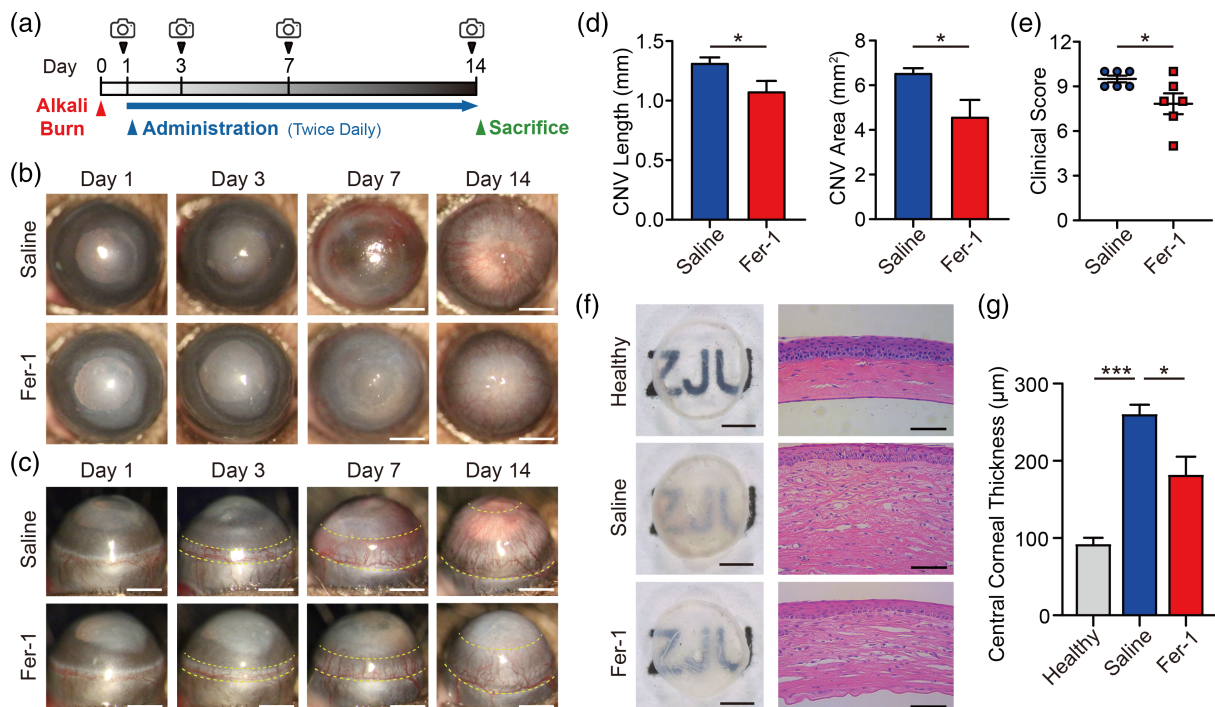 (a)
Day 0 1 3 7 14
Alkali
Burn
Administration (Twice Daily)
Sacrifice
(b)
Day 1 Day 3 Day 7 Day 14
Saline
Fer-1
(c)
Day 1 Day 3 Day 7 Day 14
Saline
Fer-1
(d)
CNV Length (mm)
1.5
1.0
0.5
0.0
*
Saline
Fer-1
CNV Area (mm²)
8
6
4
2
0
*
Saline
Fer-1
(e)
Clinical Score
12
9
6
3
0
*
Saline
Fer-1
(f)
Healthy
ZJU
Saline
ZJU
Fer-1
ZJU
(g)
Central Corneal Thickness (μm)
300
200
100
0
*** *
Healthy
Saline
Fer-1